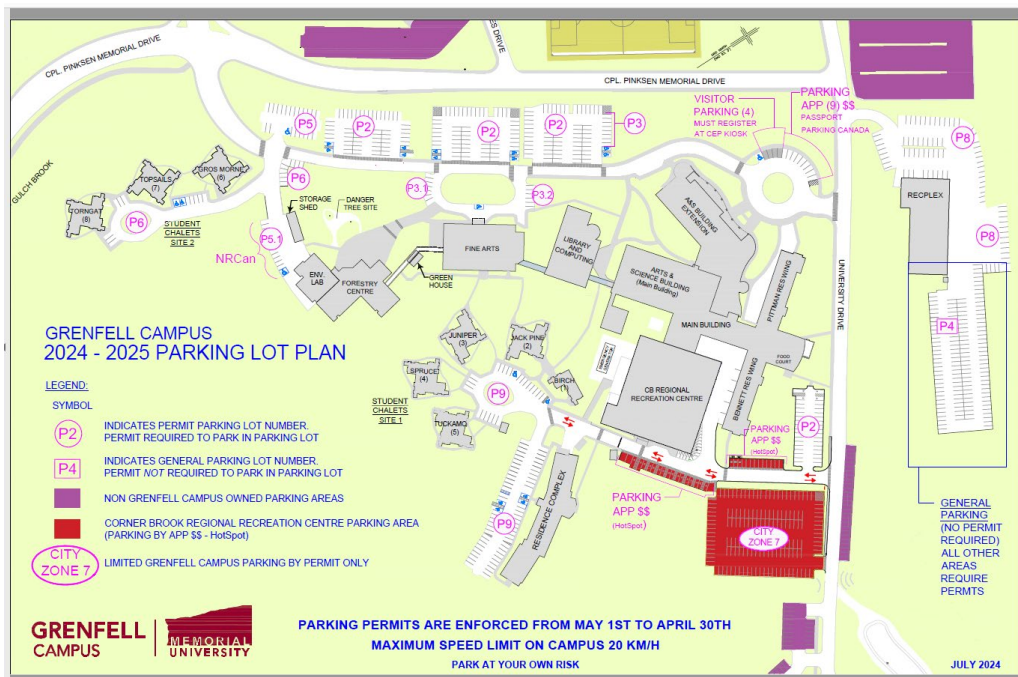 CPL. PINKSEN MEMORIAL DRIVE
ES DRIVE
CPL. PINKSEN MEMORIAL DRIVE
GULCH BROOK
P5
P2
P2
P2
P3
VISITOR
PARKING (4)
MUST REGISTER
AT CEP KIOSK
PARKING
APP (9) $$
PASSPORT
PARKING CANADA
P8
P8
RECPLEX
P4
UNIVERSITY DRIVE
GROS MORNE
(6)
TOPSAILS
(7)
TORNGAT
(8)
P6
STUDENT
CHALETS
SITE 2
P6
STORAGE
SHED
DANGER
TREE SITE
P5.1
NRCan
ENV.
LAB
FORESTRY
CENTRE
GREEN
HOUSE
P3.1
P3.2
FINE ARTS
LIBRARY
AND
COMPUTING
A&S BUILDING
EXTENSION
ARTS &
SCIENCE BUILDING
(Main Building)
MAIN BUILDING
PITTMAN RES WING
FOOD
COURT
BENNETT RES WING
CB REGIONAL
RECREATION CENTRE
JUNIPER
(3)
JACK PINE
(2)
SPRUCE
(4)
BIRCH
TUCKAMO
(5)
STUDENT
CHALETS
SITE 1
P9
P9
RESIDENCE COMPLEX
PARKING
APP $$
(HotSpot)
PARKING
APP $$
(HotSpot)
P2
CITY
ZONE 7
GENERAL
PARKING
(NO PERMIT
REQUIRED)
ALL OTHER
AREAS
REQUIRE
PERMTS
GRENFELL CAMPUS
2024 - 2025 PARKING LOT PLAN
LEGEND:
SYMBOL
P2
INDICATES PERMIT PARKING LOT NUMBER.
PERMIT REQUIRED TO PARK IN PARKING LOT
P4
INDICATES GENERAL PARKING LOT NUMBER.
PERMIT NOT REQUIRED TO PARK IN PARKING LOT
NON GRENFELL CAMPUS OWNED PARKING AREAS
CORNER BROOK REGIONAL RECREATION CENTRE PARKING AREA
(PARKING BY APP $$ - HotSpot)
CITY
ZONE 7
LIMITED GRENFELL CAMPUS PARKING BY PERMIT ONLY
GRENFELL
CAMPUS
MEMORIAL
UNIVERSITY
PARKING PERMITS ARE ENFORCED FROM MAY 1ST TO APRIL 30TH
MAXIMUM SPEED LIMIT ON CAMPUS 20 KM/H
PARK AT YOUR OWN RISK
JULY 2024